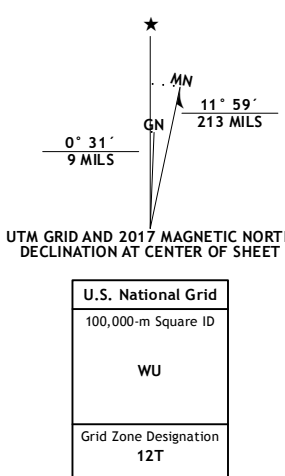 ★
MN
GN
11° 59´
213 MILS
0° 31´
9 MILS
UTM GRID AND 2017 MAGNETIC NORT
DECLINATION AT CENTER OF SHEET
U.S. National Grid
100,000-m Square ID
WU
Grid Zone Designation
12T